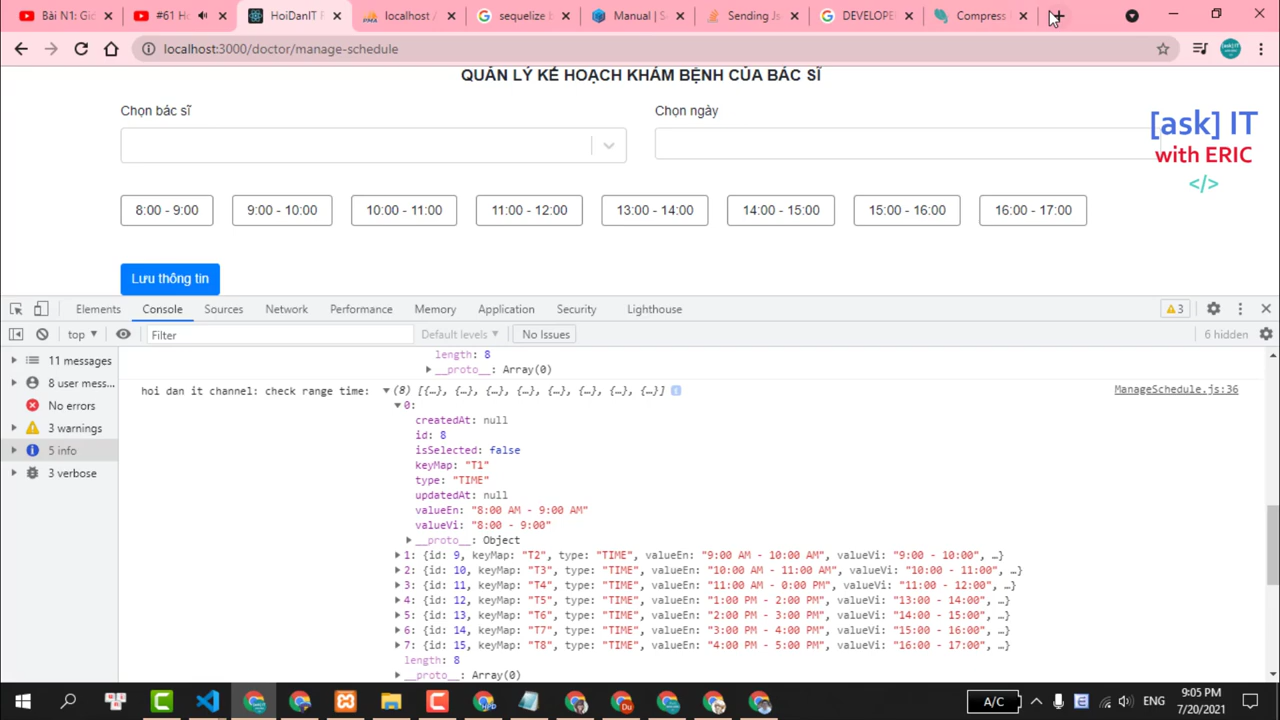 Bài N1: Gi
#61 H
HoiDanIT F
localhost /
sequelize b
Manual | S
Sending Js
DEVELOPE
Compress
localhost:3000/doctor/manage-schedule
QUẢN LÝ KẾ HOẠCH KHÁM BỆNH CỦA BÁC SĨ
Chọn bác sĩ
Chọn ngày
[ask] IT
with ERIC
</>
8:00 - 9:00
9:00 - 10:00
10:00 - 11:00
11:00 - 12:00
13:00 - 14:00
14:00 - 15:00
15:00 - 16:00
16:00 - 17:00
Lưu thông tin
Elements Console Sources Network Performance Memory Application Security Lighthouse 3
top Filter Default levels No Issues 6 hidden
11 messages
8 user mess...
No errors
3 warnings
5 info
3 verbose
length: 8
__proto__: Array(0)
hoi dan it channel: check range time: (8) [{…}, {…}, {…}, {…}, {…}, {…}, {…}, {…}] ManageSchedule.js:36
0:
createdAt: null
id: 8
isSelected: false
keyMap: "T1"
type: "TIME"
updatedAt: null
valueEn: "8:00 AM - 9:00 AM"
valueVi: "8:00 - 9:00"
__proto__: Object
1: {id: 9, keyMap: "T2", type: "TIME", valueEn: "9:00 AM - 10:00 AM", valueVi: "9:00 - 10:00", …}
2: {id: 10, keyMap: "T3", type: "TIME", valueEn: "10:00 AM - 11:00 AM", valueVi: "10:00 - 11:00", …}
3: {id: 11, keyMap: "T4", type: "TIME", valueEn: "11:00 AM - 0:00 PM", valueVi: "11:00 - 12:00", …}
4: {id: 12, keyMap: "T5", type: "TIME", valueEn: "1:00 PM - 2:00 PM", valueVi: "13:00 - 14:00", …}
5: {id: 13, keyMap: "T6", type: "TIME", valueEn: "2:00 PM - 3:00 PM", valueVi: "14:00 - 15:00", …}
6: {id: 14, keyMap: "T7", type: "TIME", valueEn: "3:00 PM - 4:00 PM", valueVi: "15:00 - 16:00", …}
7: {id: 15, keyMap: "T8", type: "TIME", valueEn: "4:00 PM - 5:00 PM", valueVi: "16:00 - 17:00", …}
length: 8
__proto__: Array(0)
A/C
ENG
9:05 PM
7/20/2021